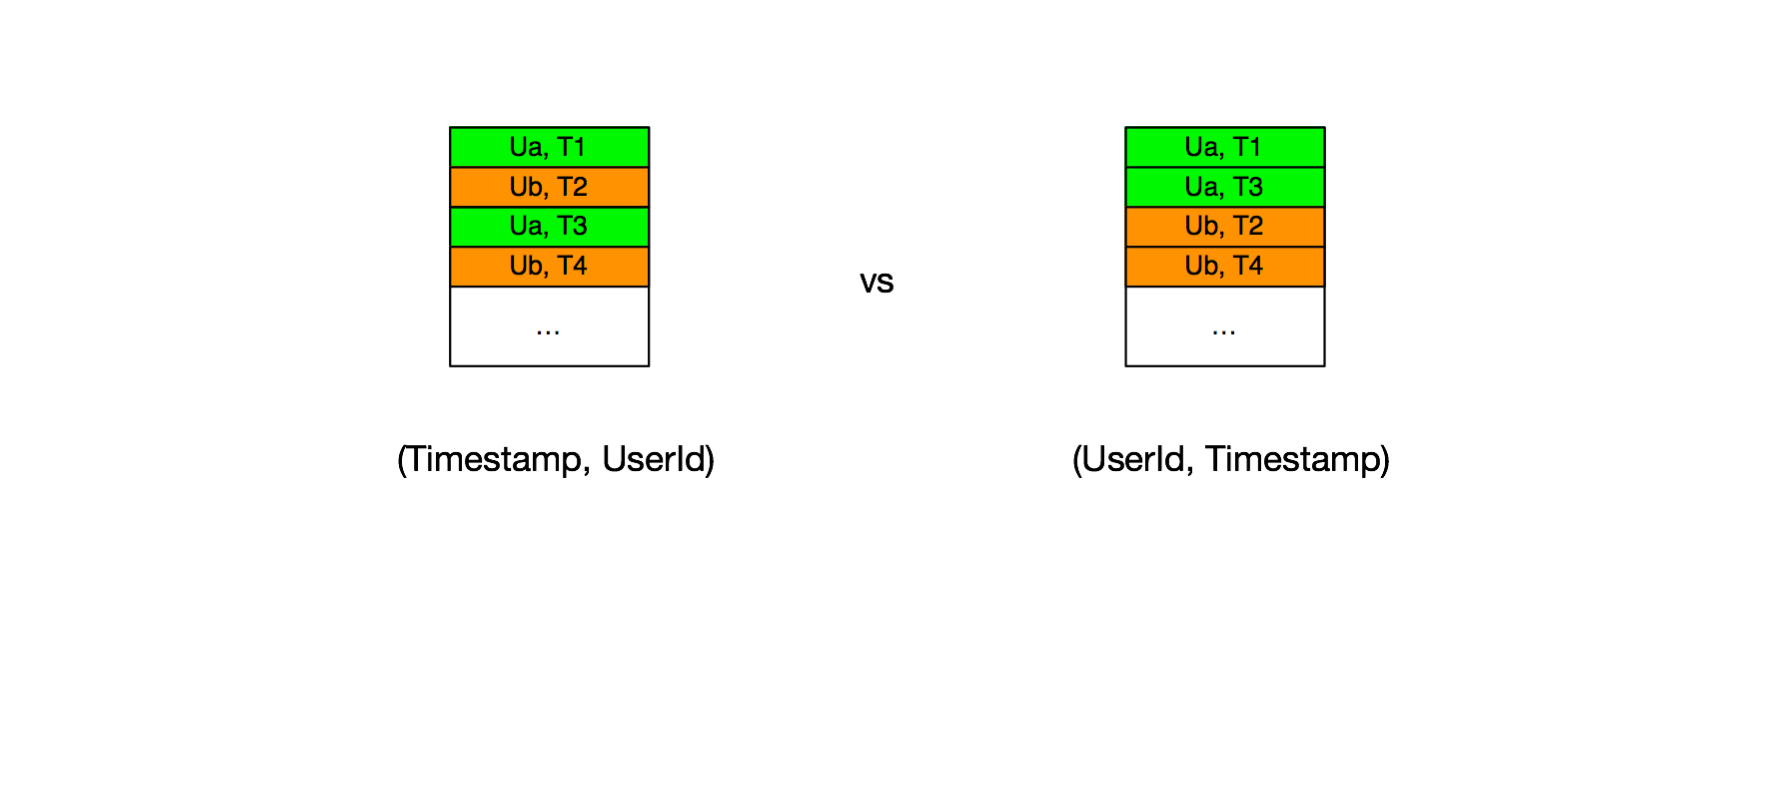 Ua, T1
Ub, T2
Ua, T3
Ub, T4
...
(Timestamp, UserId)
vs
Ua, T1
Ua, T3
Ub, T2
Ub, T4
...
(UserId, Timestamp)